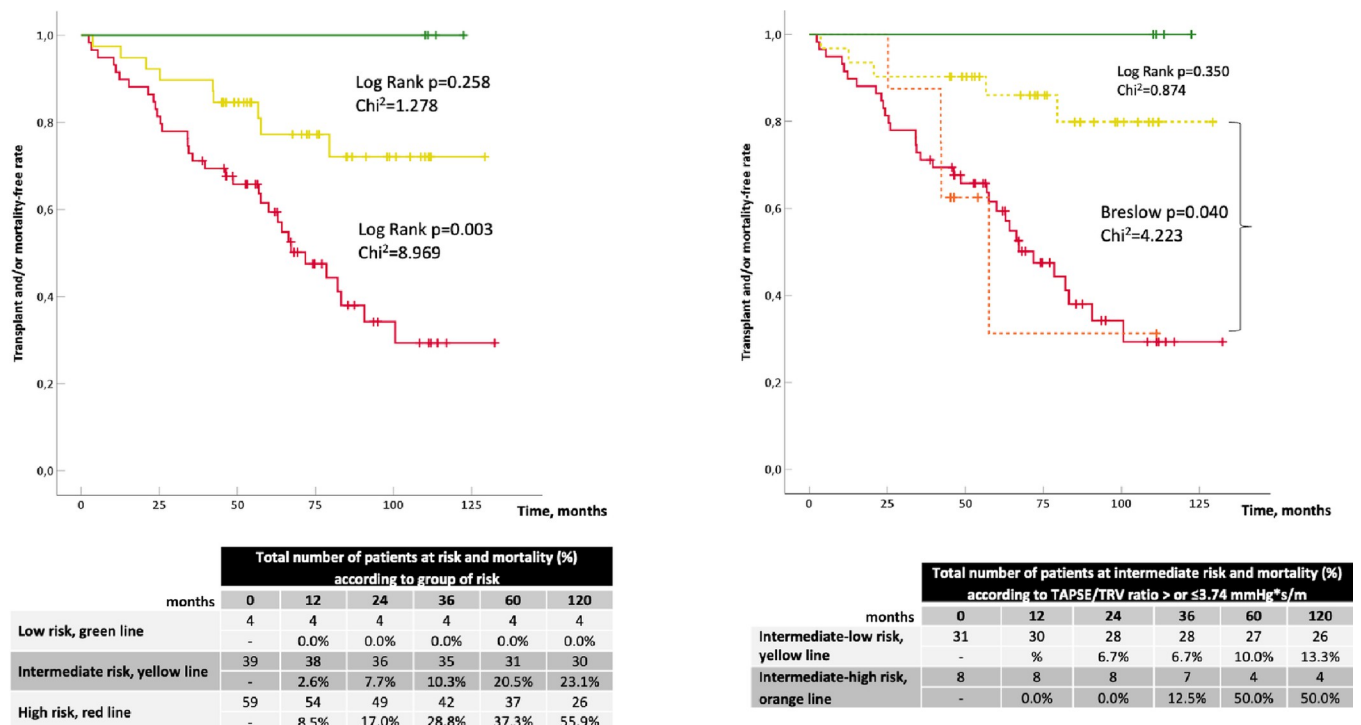 Transplant and/or mortality-free rate
1,0
0,8
0,6
0,4
0,2
0,0
Log Rank p=0.258
Chi²=1.278
Log Rank p=0.003
Chi²=8.969
0 25 50 75 100 125
Time, months
Total number of patients at risk and mortality (%)
according to group of risk
months 0 12 24 36 60 120
Low risk, green line 4 4 4 4 4 4
- 0.0% 0.0% 0.0% 0.0% 0.0%
Intermediate risk, yellow line 39 38 36 35 31 30
- 2.6% 7.7% 10.3% 20.5% 23.1%
High risk, red line 59 54 49 42 37 26
- 8.5% 17.0% 28.8% 37.3% 55.9%
Transplant and/or mortality-free rate
1,0
0,8
0,6
0,4
0,2
0,0
Log Rank p=0.350
Chi²=0.874
Breslow p=0.040
Chi²=4.223
0 25 50 75 100 125
Time, months
Total number of patients at intermediate risk and mortality (%)
according to TAPSE/TRV ratio > or ≤3.74 mmHg*s/m
months 0 12 24 36 60 120
Intermediate-low risk, 31 30 28 28 27 26
yellow line - % 6.7% 6.7% 10.0% 13.3%
Intermediate-high risk, 8 8 8 7 4 4
orange line - 0.0% 0.0% 12.5% 50.0% 50.0%